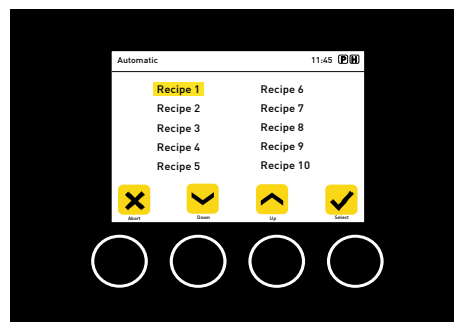 Automatic 11:45 P H
Recipe 1
Recipe 2
Recipe 3
Recipe 4
Recipe 5
Recipe 6
Recipe 7
Recipe 8
Recipe 9
Recipe 10
Abort Down Up Select